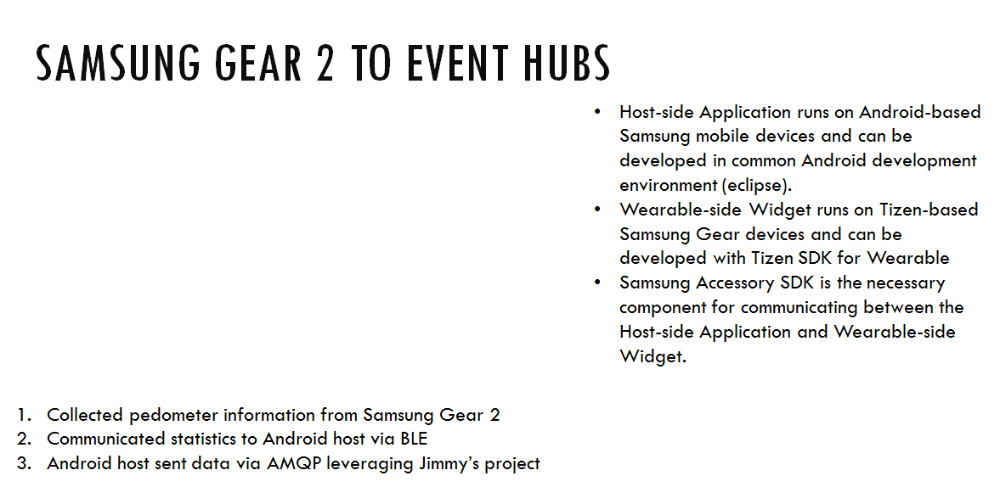 SAMSUNG GEAR 2 TO EVENT HUBS
• Host-side Application runs on Android-based
Samsung mobile devices and can be
developed in common Android development
environment (eclipse).
• Wearable-side Widget runs on Tizen-based
Samsung Gear devices and can be
developed with Tizen SDK for Wearable
• Samsung Accessory SDK is the necessary
component for communicating between the
Host-side Application and Wearable-side
Widget.
1. Collected pedometer information from Samsung Gear 2
2. Communicated statistics to Android host via BLE
3. Android host sent data via AMQP leveraging Jimmy's project